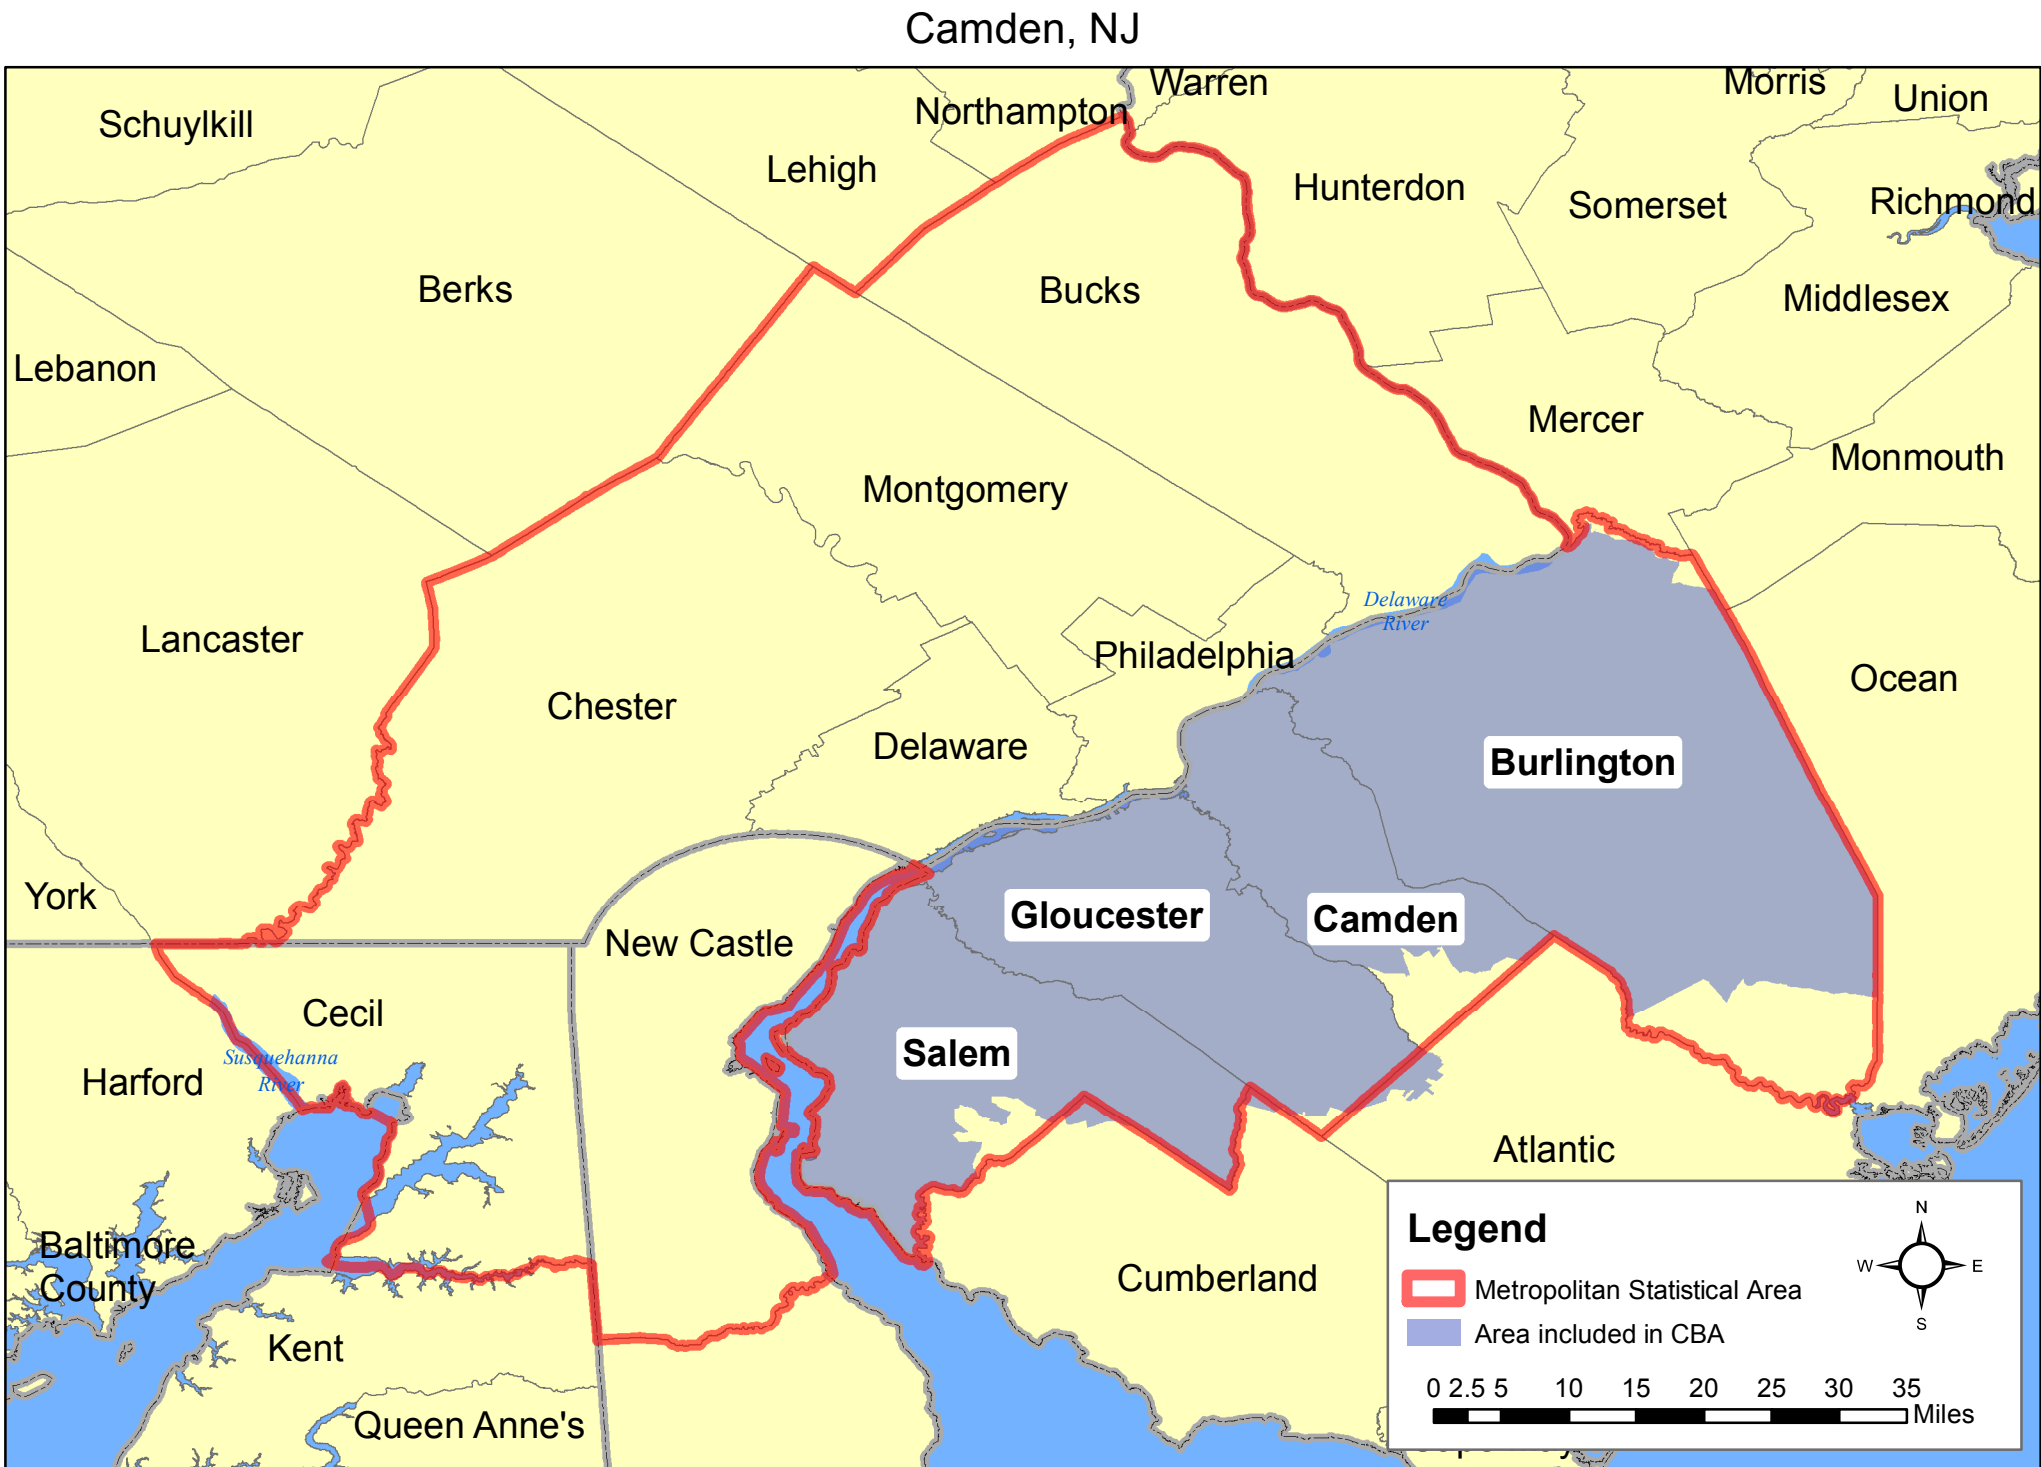 Camden, NJ
Warren
Morris
Union
Northampton
Schuylkill
Lehigh
Hunterdon
Somerset
Richmond
Berks
Bucks
Middlesex
Lebanon
Mercer
Monmouth
Montgomery
Delaware
River
Lancaster
Philadelphia
Ocean
Chester
Delaware
Burlington
York
Gloucester
Camden
New Castle
Cecil
Salem
Susquehanna
River
Harford
Atlantic
Baltimore
County
Cumberland
Kent
Queen Anne's
Legend
Metropolitan Statistical Area
Area included in CBA
N
W E
S
0 2.5 5 10 15 20 25 30 35
Miles